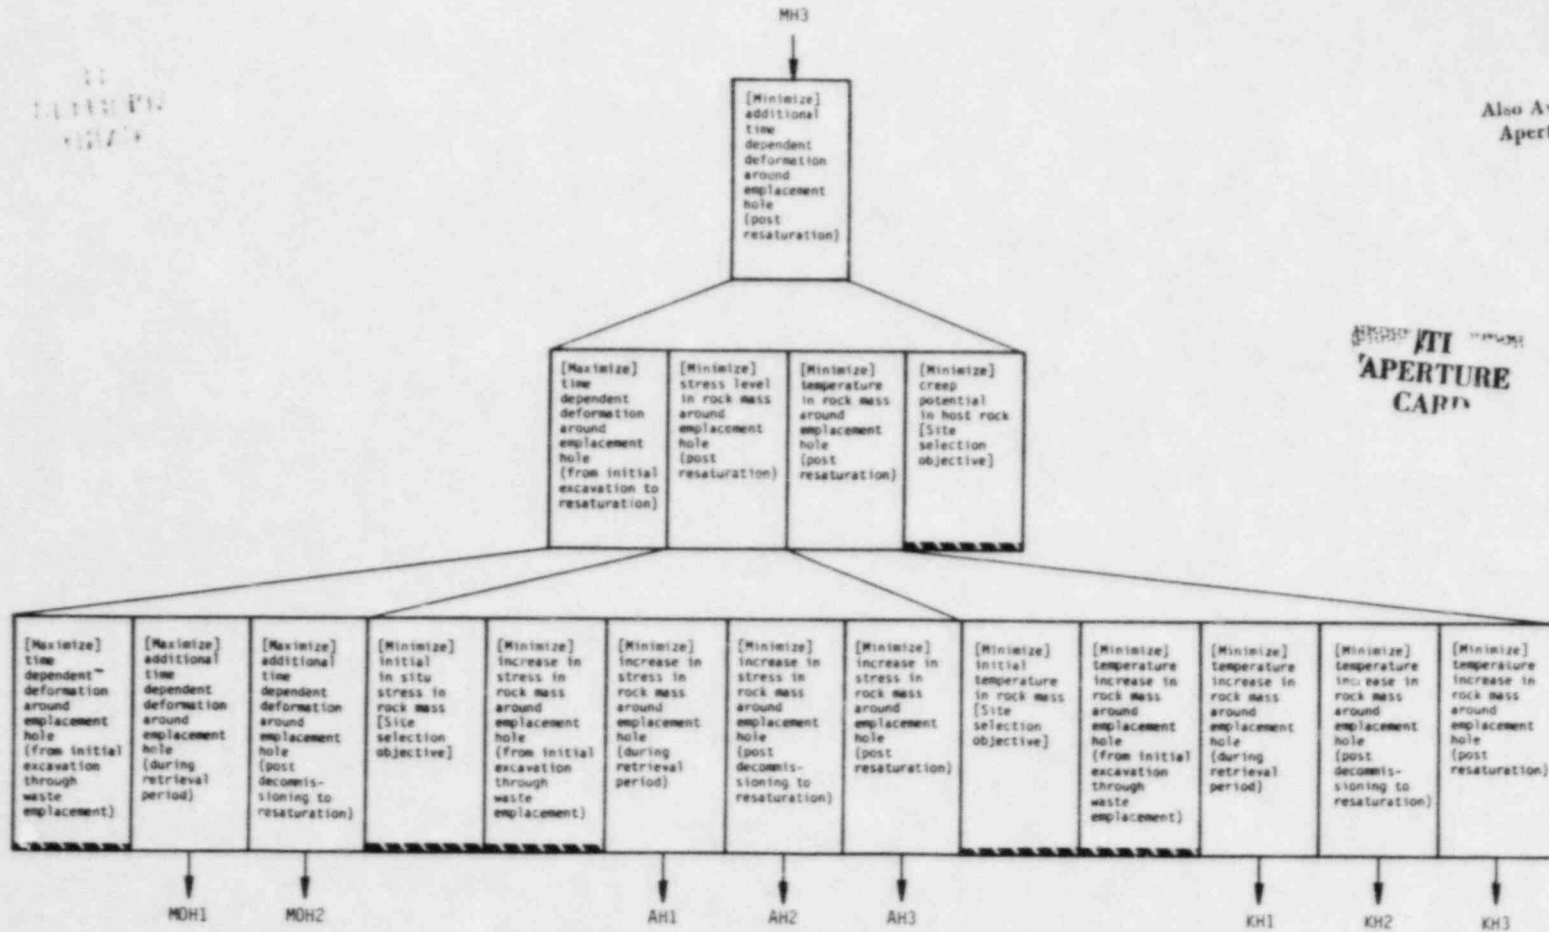 MH3
[Minimize]
additional
time
dependent
deformation
around
emplacement
hole
(post
resaturation)
Also
APERTURE
CARD
[Maximize]
time
dependent
deformation
around
emplacement
hole
(from initial
excavation to
resaturation)
[Minimize]
stress level
in rock mass
around
emplacement
hole
(post
resaturation)
[Minimize]
temperature
in rock mass
around
emplacement
hole
(post
resaturation)
[Minimize]
creep
potential
in host rock
[Site
selection
objective]
[Maximize]
time
dependent
deformation
around
emplacement
hole
(from initial
excavation
through
waste
emplacement)
[Maximize]
additional
time
dependent
deformation
around
emplacement
hole
(during
retrieval
period)
[Maximize]
additional
time
dependent
deformation
around
emplacement
hole
(post
decommis-
sioning to
resaturation)
[Minimize]
initial
in situ
stress in
rock mass
[Site
selection
objective]
[Minimize]
increase in
stress in
rock mass
around
emplacement
hole
(from initial
excavation
through
waste
emplacement)
[Minimize]
increase in
stress in
rock mass
around
emplacement
hole
(during
retrieval
period)
[Minimize]
increase in
stress in
rock mass
around
emplacement
hole
(post
decommis-
sioning to
resaturation)
[Minimize]
increase in
stress in
rock mass
around
emplacement
hole
(post
resaturation)
[Minimize]
initial
temperature
in rock mass
[Site
selection
objective]
[Minimize]
temperature
increase in
rock mass
around
emplacement
hole
(from initial
excavation
through
waste
emplacement)
[Minimize]
temperature
increase in
rock mass
around
emplacement
hole
(during
retrieval
period)
[Minimize]
temperature
increase in
rock mass
around
emplacement
hole
(post
decommis-
sioning to
resaturation)
[Minimize]
temperature
increase in
rock mass
around
emplacement
hole
(post
resaturation)
MOH1
MOH2
AH1
AH2
AH3
KH1
KH2
KH3